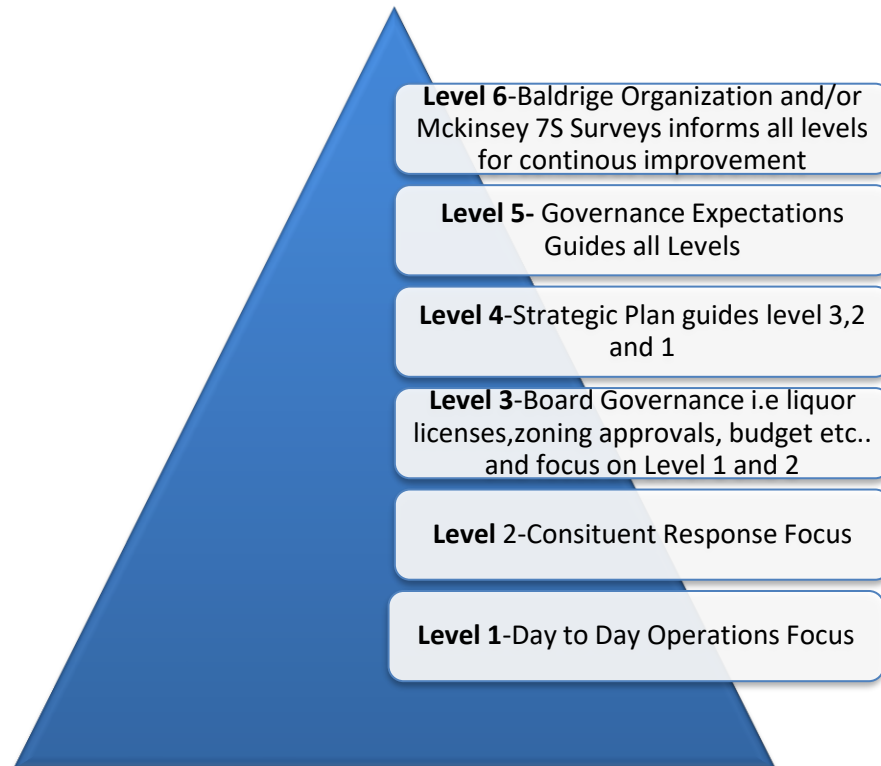 Level 6-Baldrige Organization and/or
Mckinsey 7S Surveys informs all levels
for continous improvement
Level 5- Governance Expectations
Guides all Levels
Level 4-Strategic Plan guides level 3,2
and 1
Level 3-Board Governance i.e liquor
licenses,zoning approvals, budget etc..
and focus on Level 1 and 2
Level 2-Consituent Response Focus
Level 1-Day to Day Operations Focus